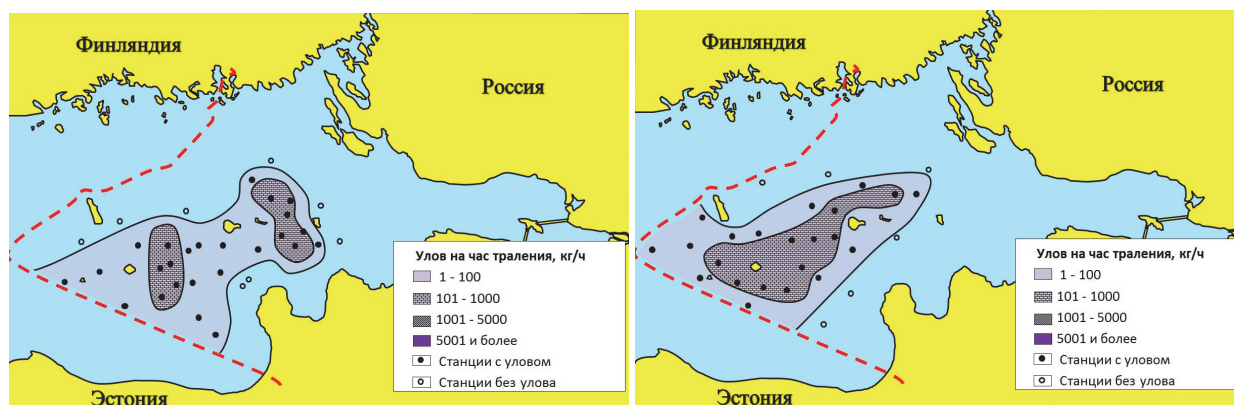 Финляндия
Россия
Улов на час траления, кг/ч
1 - 100
101 - 1000
1001 - 5000
5001 и более
Станции с уловом
Станции без улова
Эстония
Финляндия
Россия
Улов на час траления, кг/ч
1 - 100
101 - 1000
1001 - 5000
5001 и более
Станции с уловом
Станции без улова
Эстония